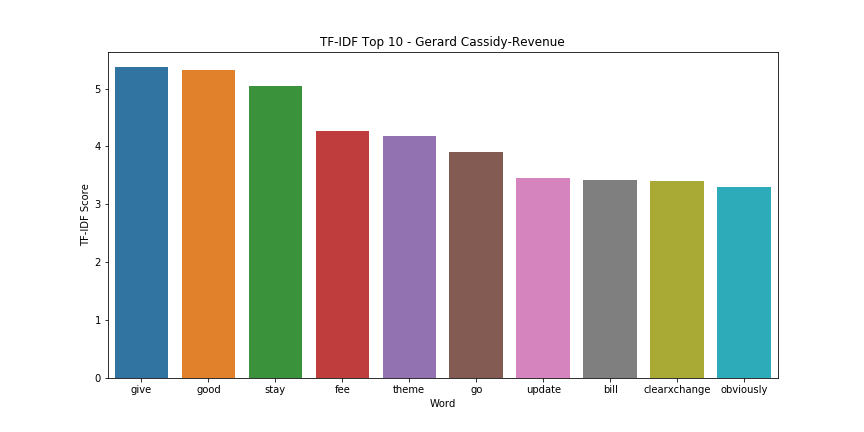 TF-IDF Top 10 - Gerard Cassidy-Revenue
TF-IDF Score
5
4
3
2
1
0
give good stay fee theme go update bill clearxchange obviously
Word